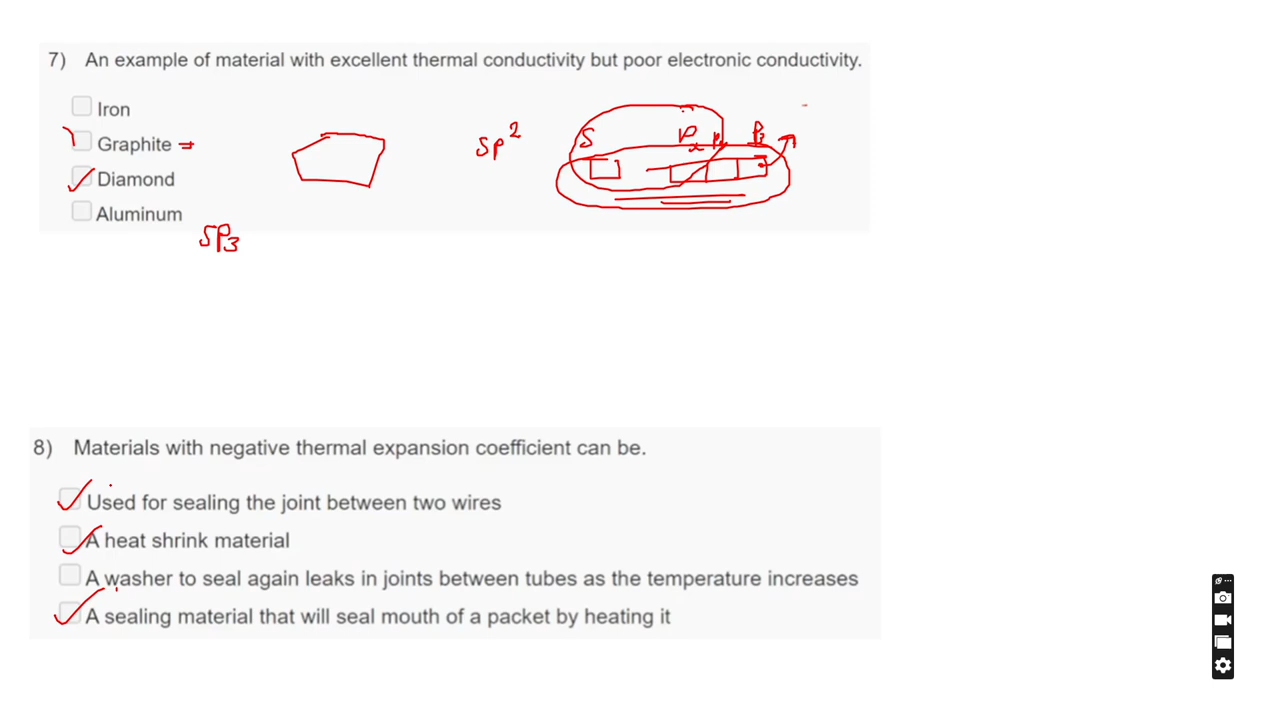 7) An example of material with excellent thermal conductivity but poor electronic conductivity.
Iron
Graphite →
Diamond
Aluminum
SP3
SP2
S Px Pz
8) Materials with negative thermal expansion coefficient can be.
Used for sealing the joint between two wires
A heat shrink material
A washer to seal again leaks in joints between tubes as the temperature increases
A sealing material that will seal mouth of a packet by heating it